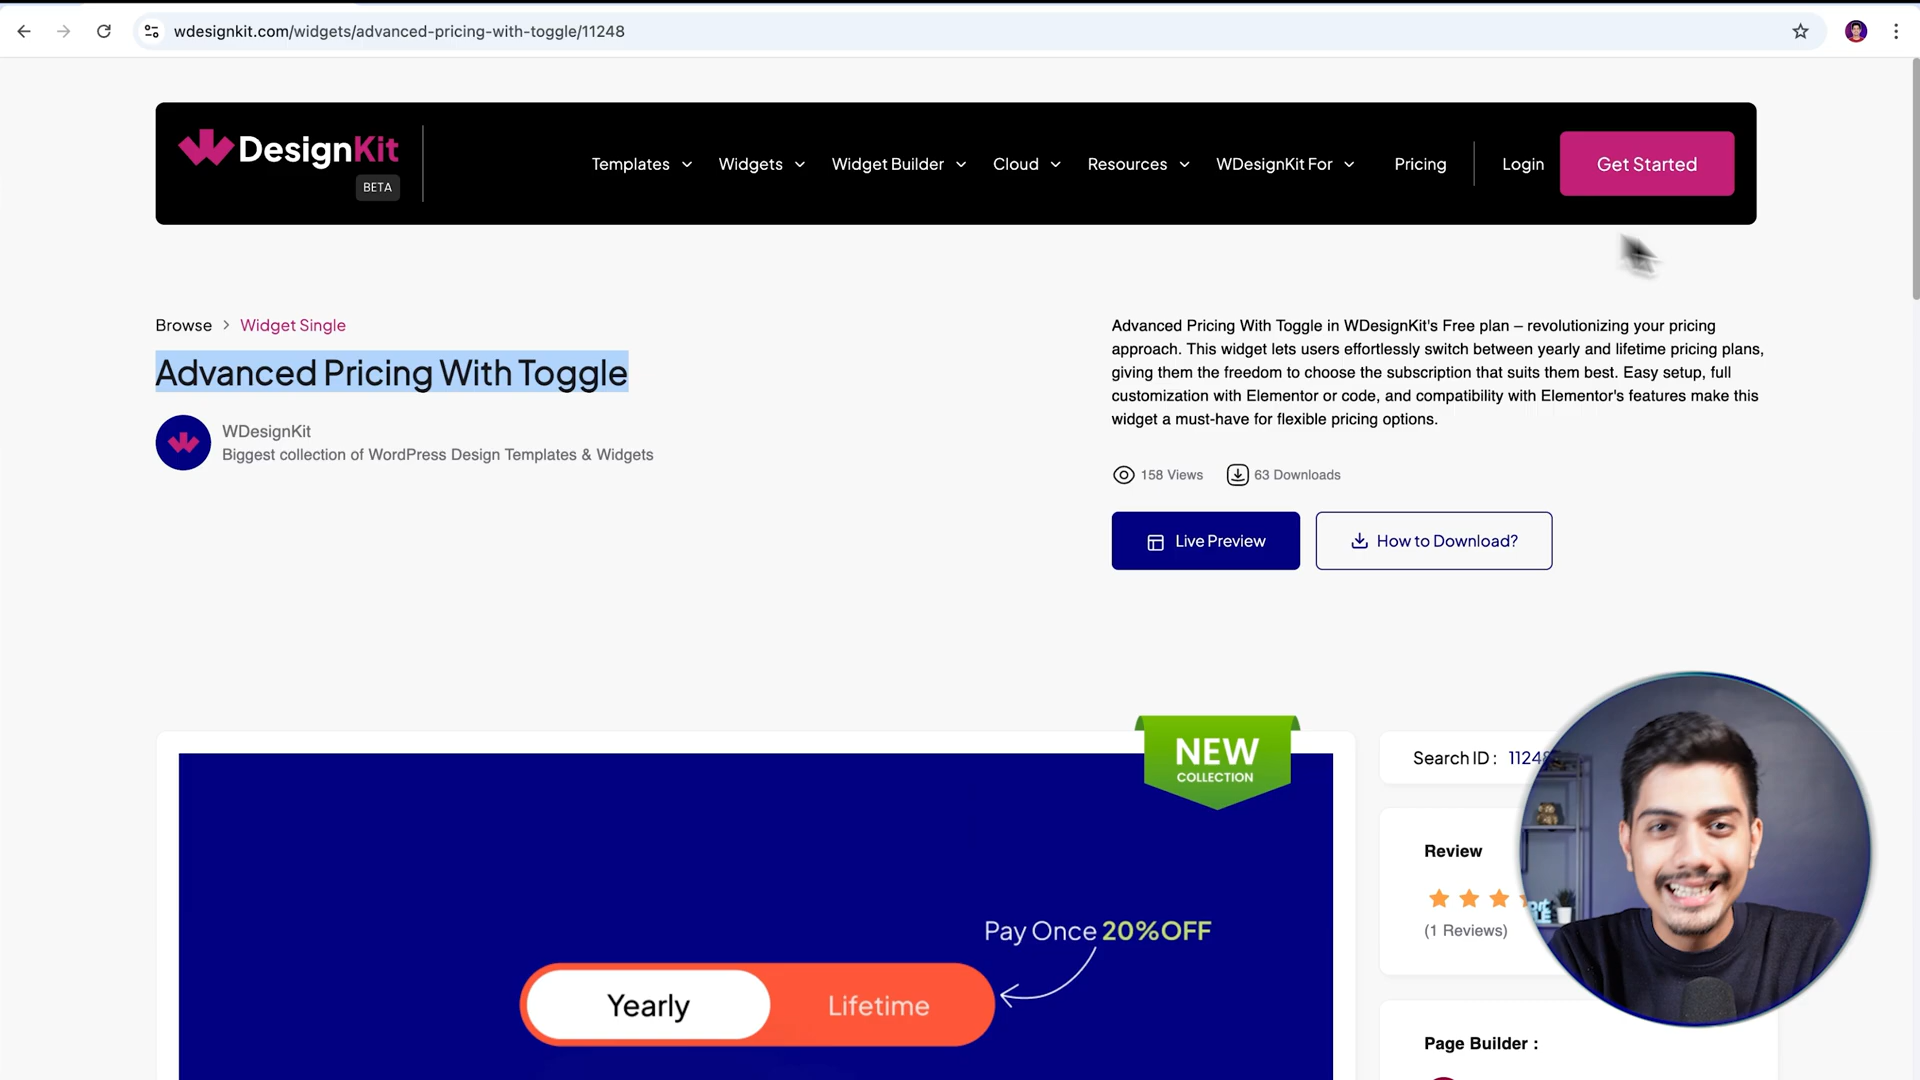 wdesignkit.com/widgets/advanced-pricing-with-toggle/11248
DesignKit
BETA
Templates
Widgets
Widget Builder
Cloud
Resources
WDesignKit For
Pricing
Login
Get Started
Browse > Widget Single
Advanced Pricing With Toggle
WDesignKit
Biggest collection of WordPress Design Templates & Widgets
Advanced Pricing With Toggle in WDesignKit's Free plan – revolutionizing your pricing
approach. This widget lets users effortlessly switch between yearly and lifetime pricing plans,
giving them the freedom to choose the subscription that suits them best. Easy setup, full
customization with Elementor or code, and compatibility with Elementor's features make this
widget a must-have for flexible pricing options.
158 Views
63 Downloads
Live Preview
How to Download?
NEW
COLLECTION
Pay Once 20%OFF
Yearly
Lifetime
Search ID : 11248
Review
(1 Reviews)
Page Builder :